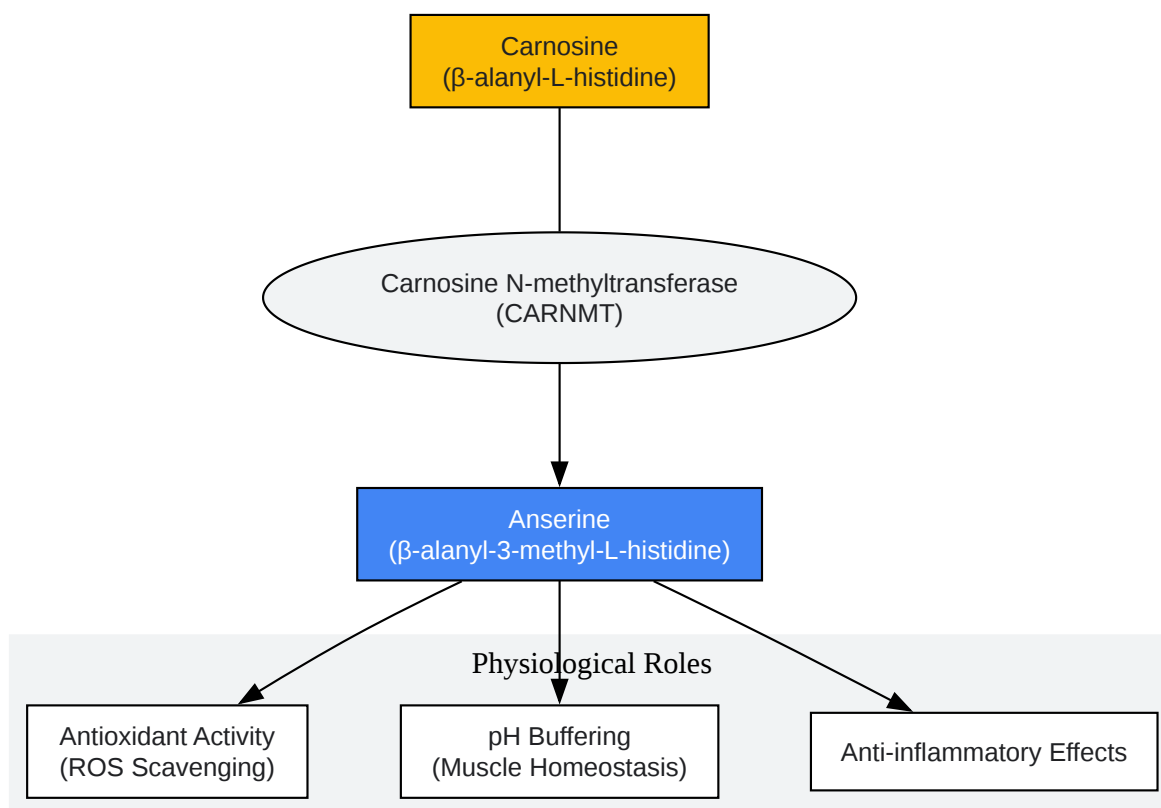 Carnosine
(β-alanyl-L-histidine)
Carnosine N-methyltransferase
(CARNMT)
Anserine
(β-alanyl-3-methyl-L-histidine)
Physiological Roles
Antioxidant Activity
(ROS Scavenging)
pH Buffering
(Muscle Homeostasis)
Anti-inflammatory Effects